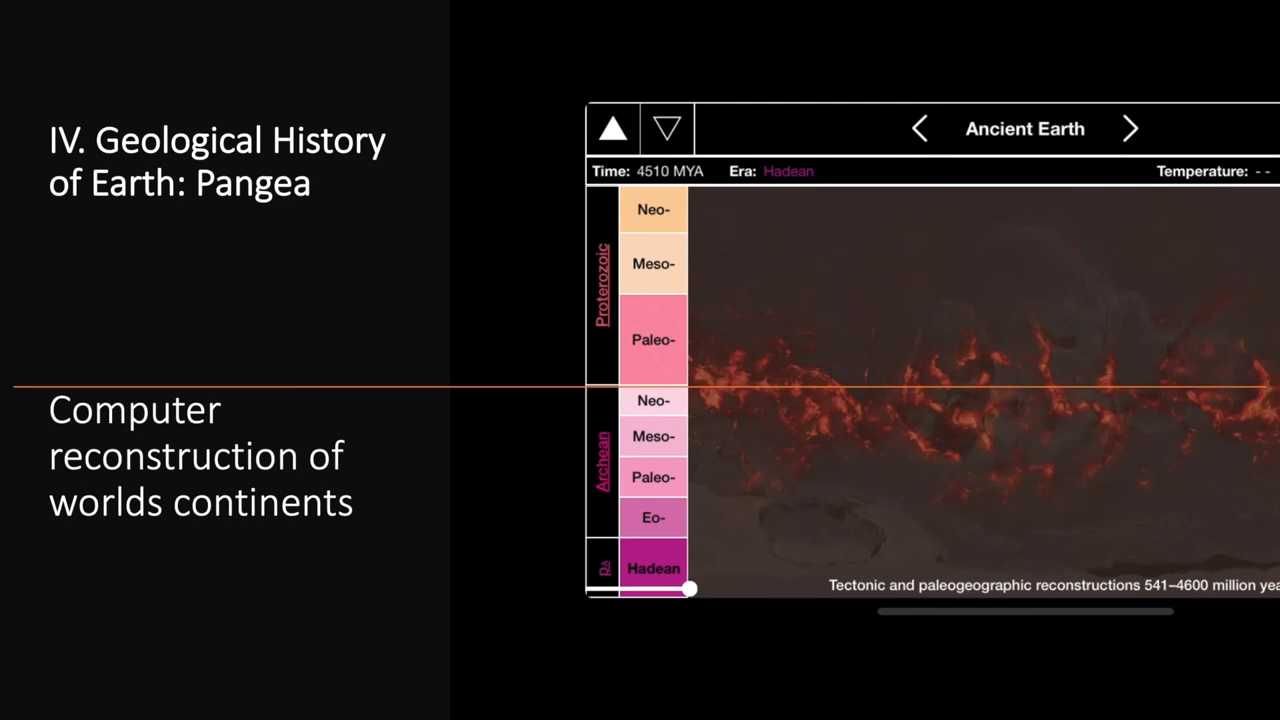 IV. Geological History
of Earth: Pangea
Computer
reconstruction of
worlds continents
Ancient Earth
Time: 4510 MYA Era: Hadean Temperature: - -
Proterozoic
Neo-
Meso-
Paleo-
Archean
Neo-
Meso-
Paleo-
Eo-
Hadean
Tectonic and paleogeographic reconstructions 541–4600 million